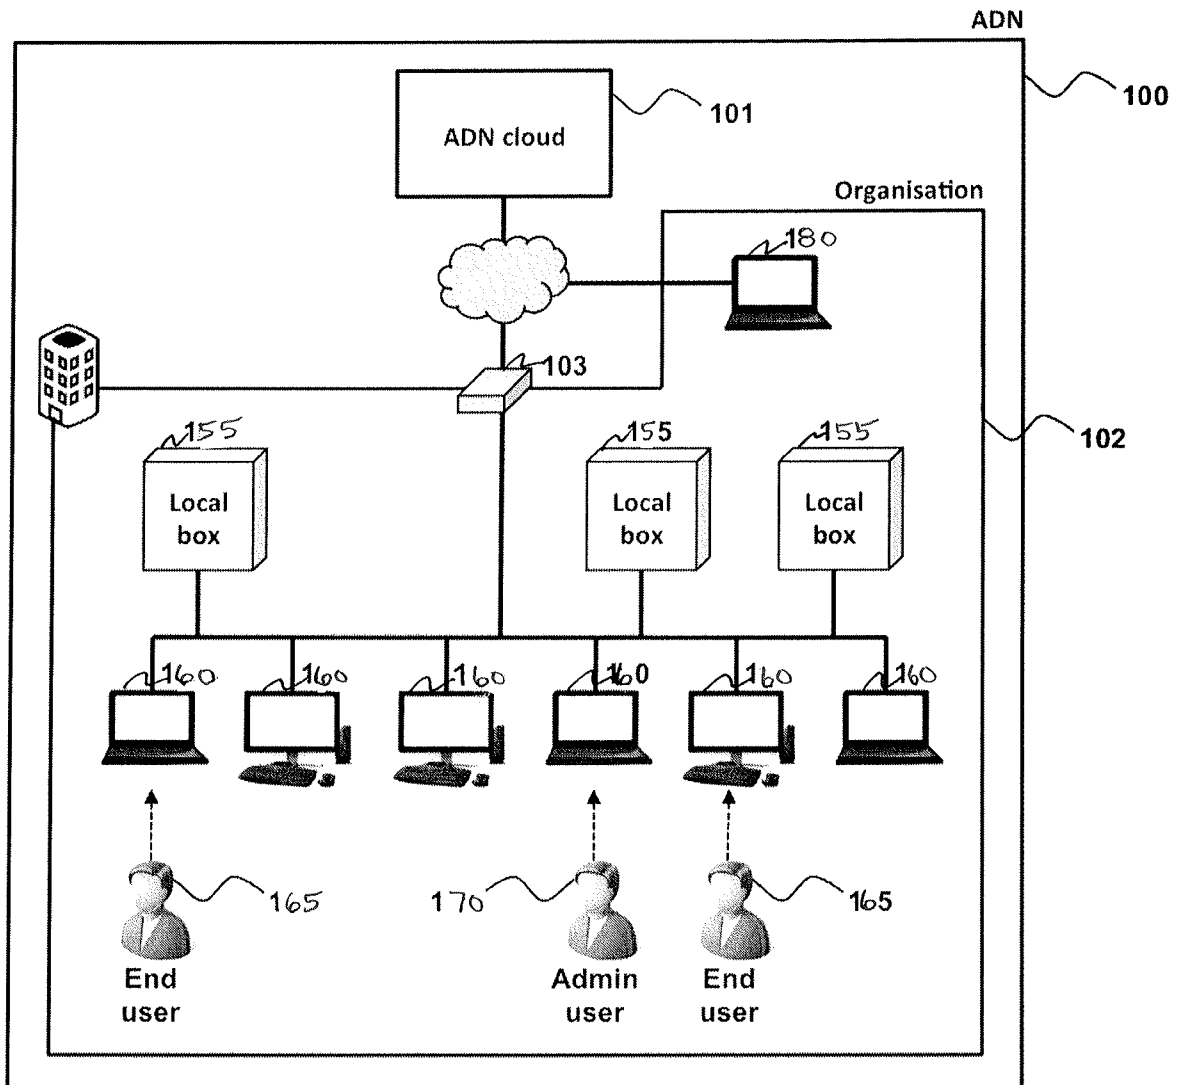 ADN
100
101
ADN cloud
Organisation
180
103
102
155
155
155
Local
box
Local
box
Local
box
160
160
160
160
160
160
165
170
165
End
user
Admin
user
End
user